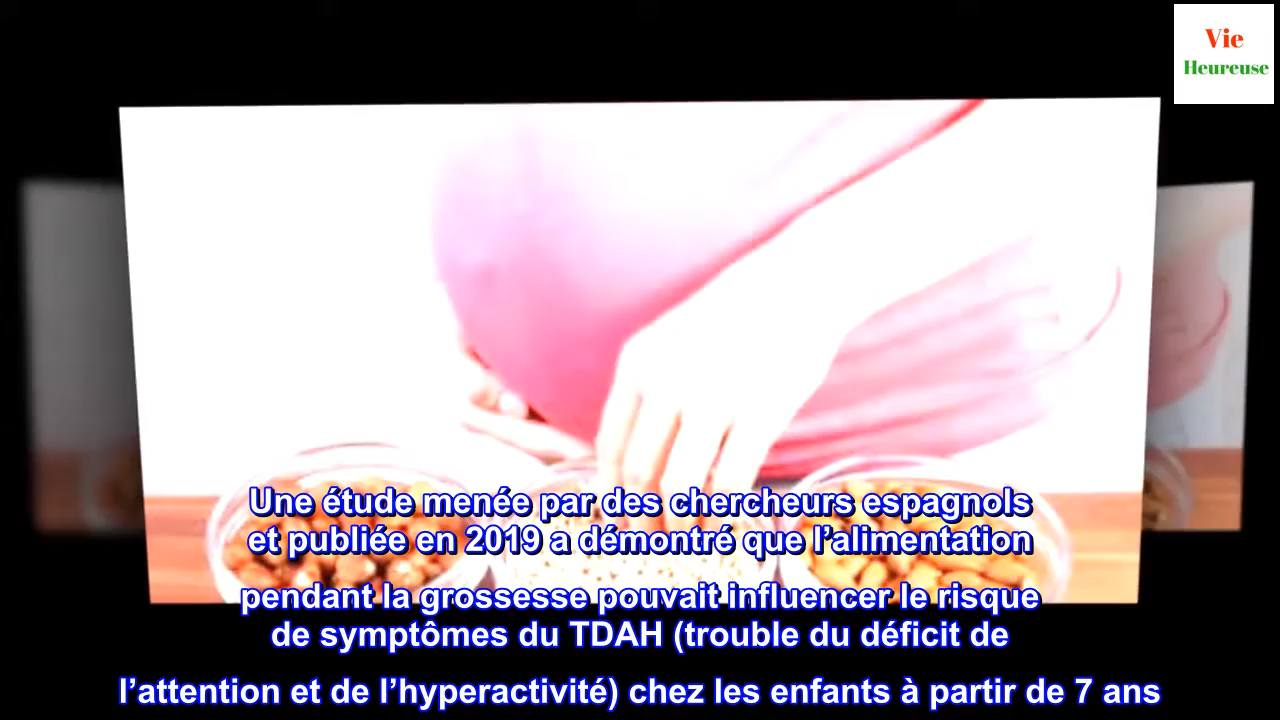 Vie
Heureuse
Une étude menée par des chercheurs espagnols
et publiée en 2019 a démontré que l’alimentation
pendant la grossesse pouvait influencer le risque
de symptômes du TDAH (trouble du déficit de
l’attention et de l’hyperactivité) chez les enfants à partir de 7 ans